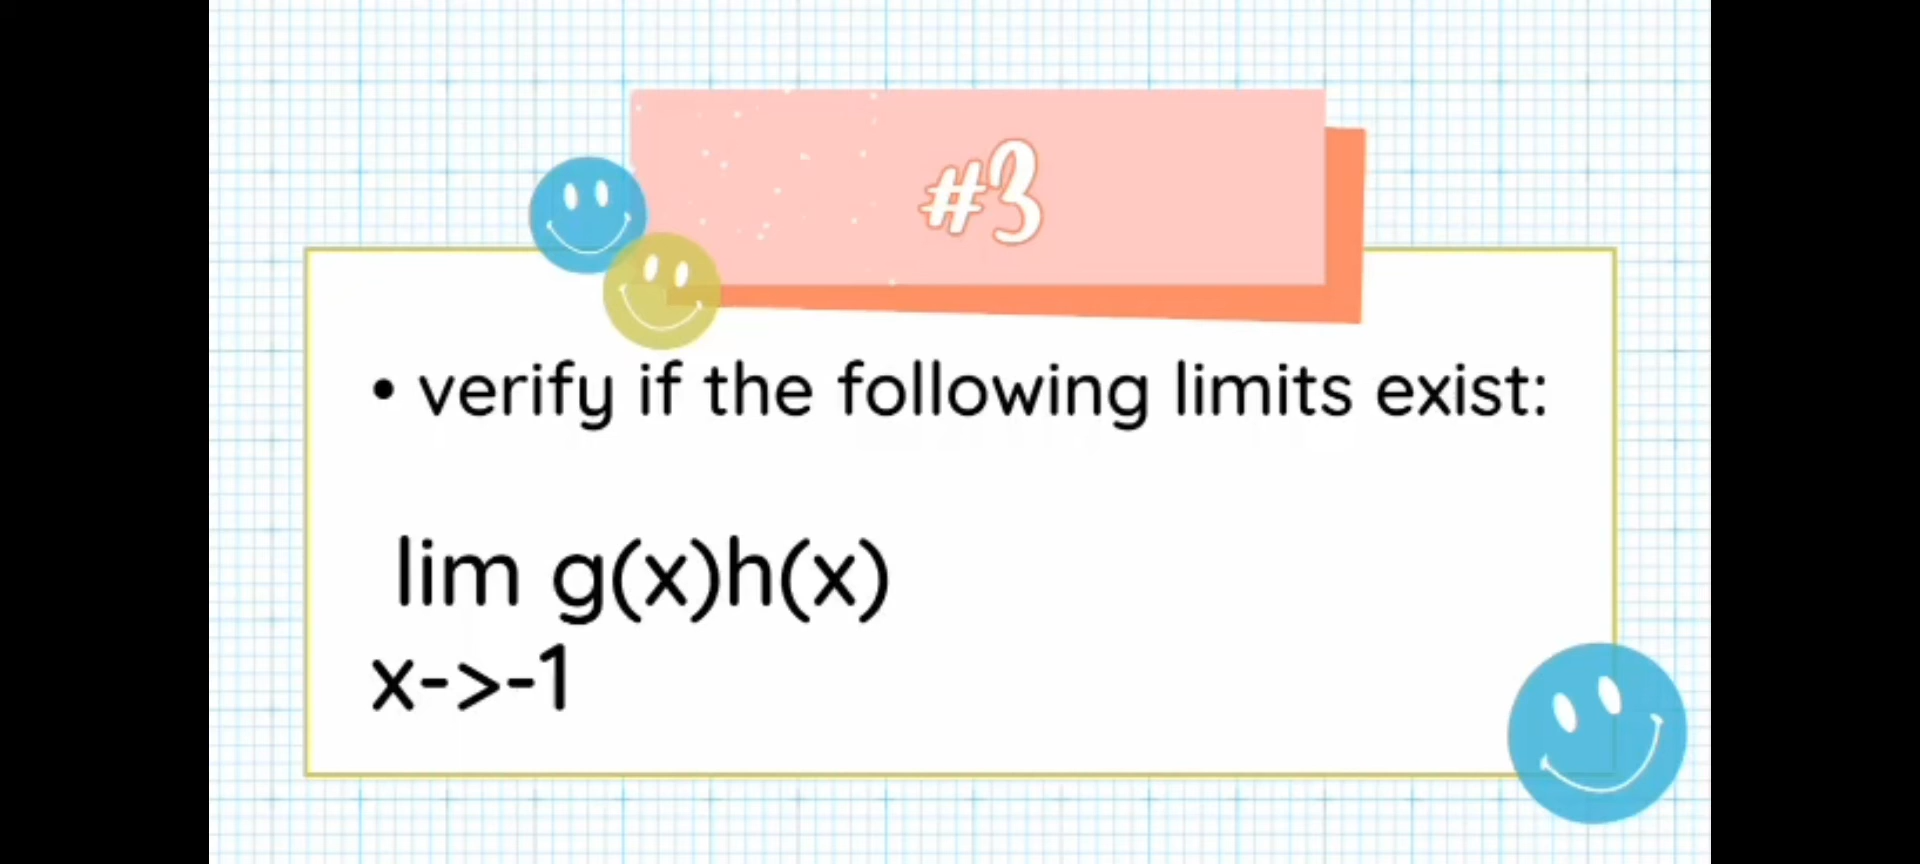 #3
• verify if the following limits exist:
lim g(x)h(x)
x->-1